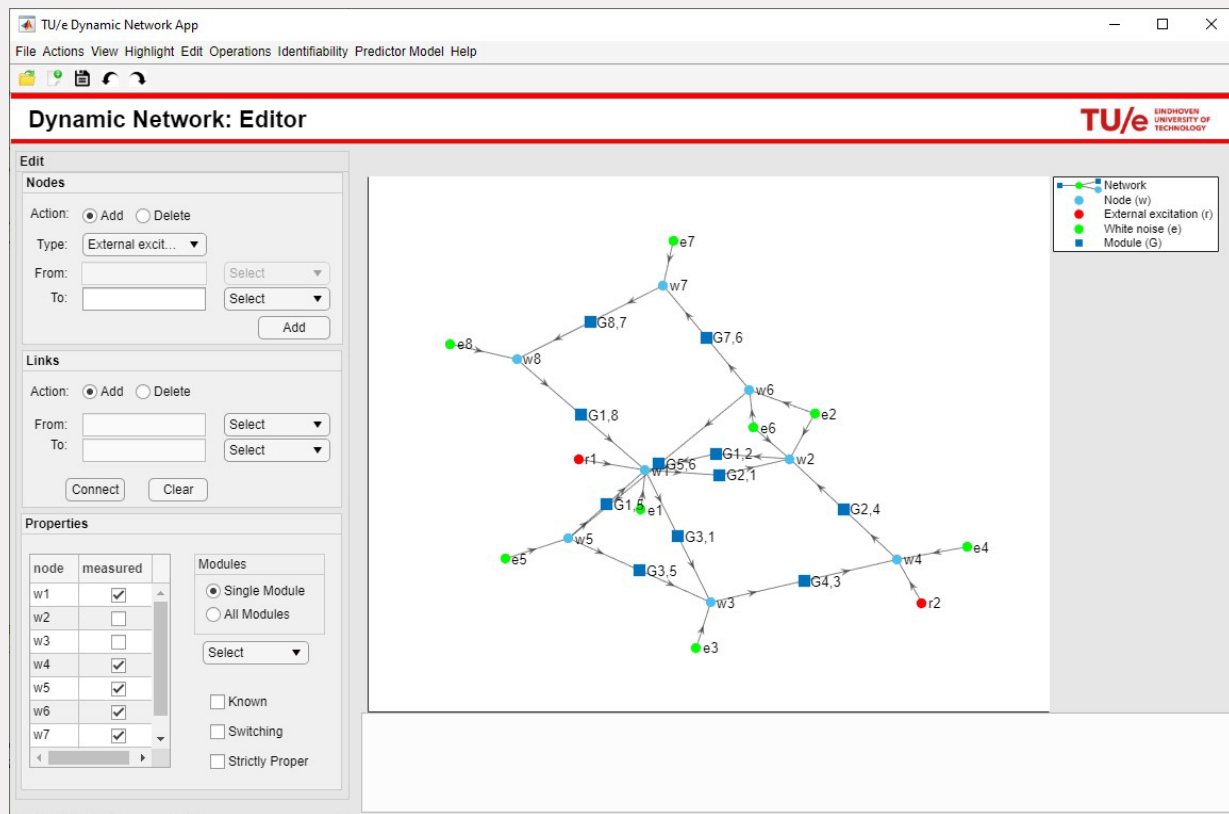 TU/e Dynamic Network App
File Actions View Highlight Edit Operations Identifiability Predictor Model Help
Dynamic Network: Editor
TU/e EINDHOVEN
UNIVERSITY OF
TECHNOLOGY
Edit
Nodes
Action: Add Delete
Type: External excit...
From: Select
To: Select
Add
Links
Action: Add Delete
From: Select
To: Select
Connect Clear
Properties
node measured
w1
w2
w3
w4
w5
w6
w7
Modules
Single Module
All Modules
Select
Known
Switching
Strictly Proper
Network
Node (w)
External excitation (r)
White noise (e)
Module (G)
e7
w7
G8,7
G7,6
e8
w8
w6
G1,8
e2
e6
r1
G1,2
w2
G5,6
w1
G2,1
G1,5
e1
G2,4
w5
G3,1
e5
e4
w4
G3,5
G4,3
w3
r2
e3